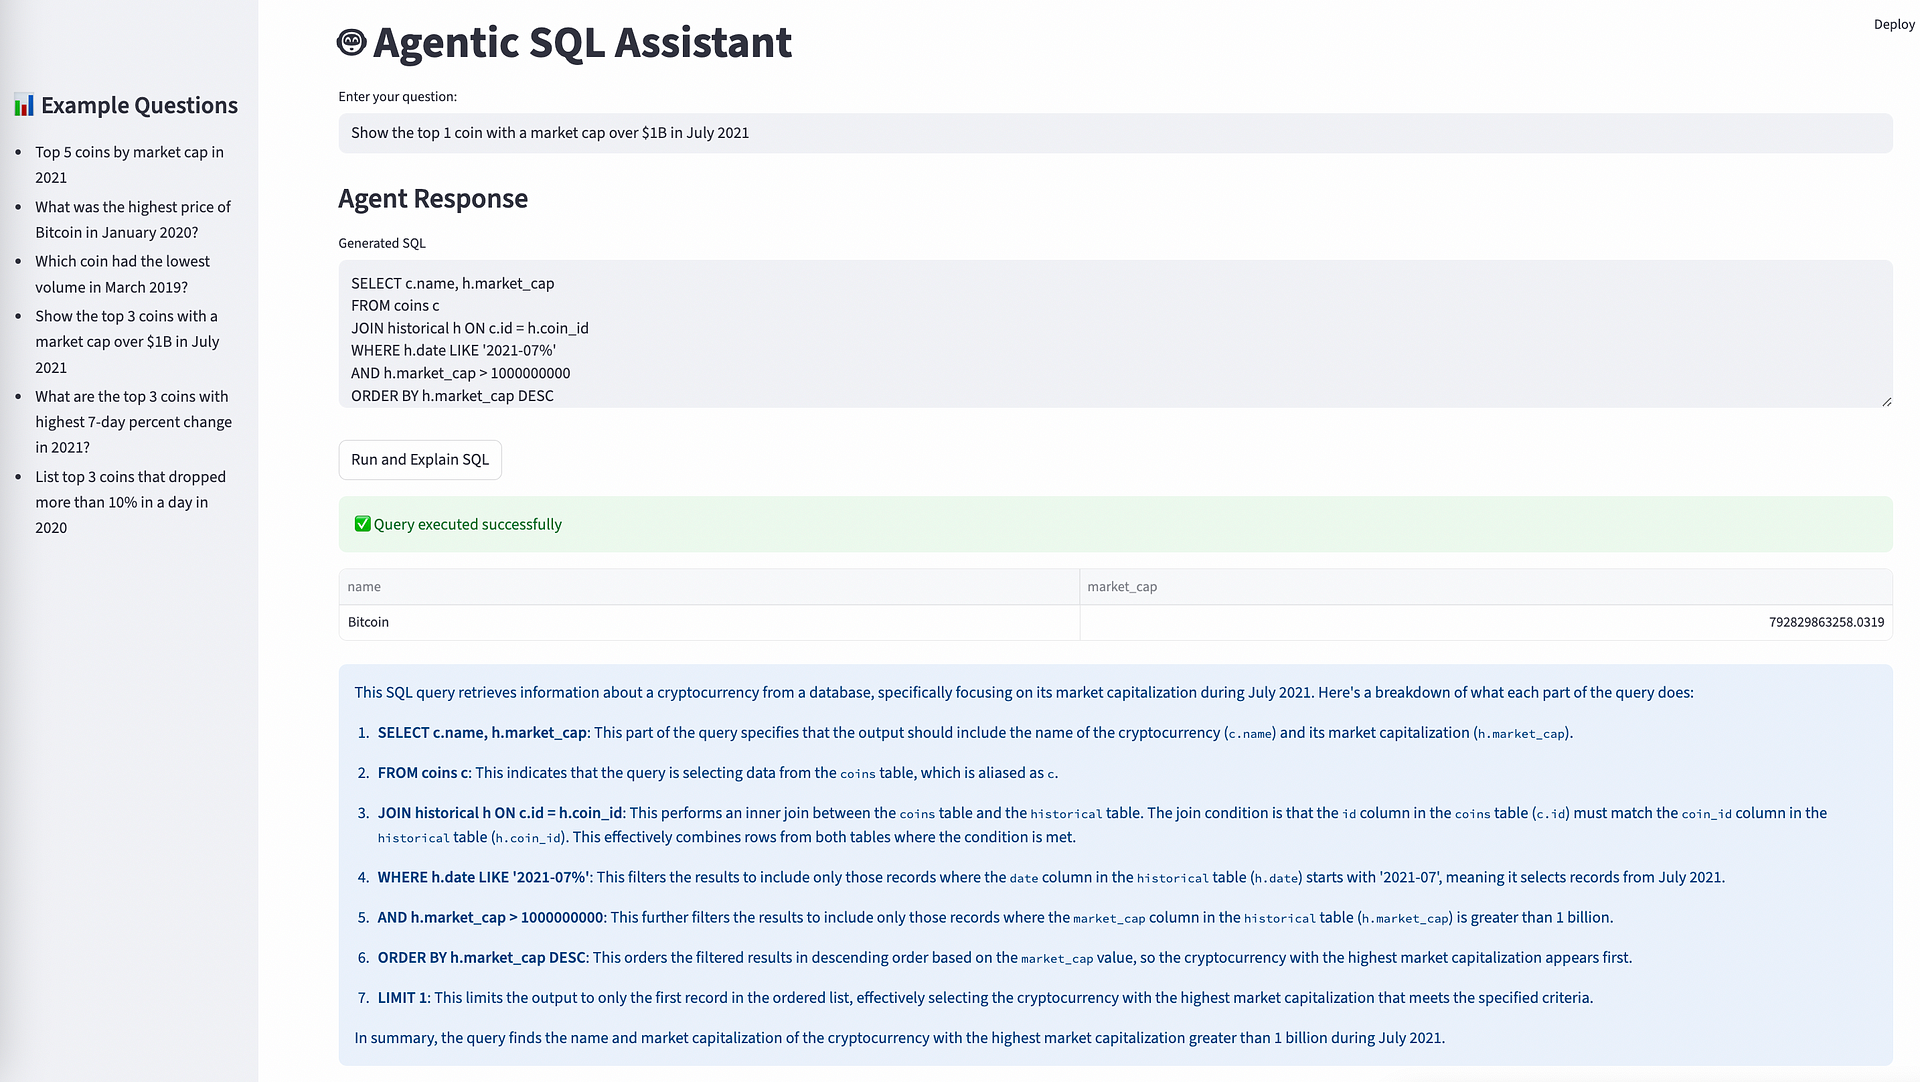 Deploy
📊 Example Questions
• Top 5 coins by market cap in
2021
• What was the highest price of
Bitcoin in January 2020?
• Which coin had the lowest
volume in March 2019?
• Show the top 3 coins with a
market cap over $1B in July
2021
• What are the top 3 coins with
highest 7-day percent change
in 2021?
• List top 3 coins that dropped
more than 10% in a day in
2020
Agentic SQL Assistant
Enter your question:
Show the top 1 coin with a market cap over $1B in July 2021
Agent Response
Generated SQL
SELECT c.name, h.market_cap
FROM coins c
JOIN historical h ON c.id = h.coin_id
WHERE h.date LIKE '2021-07%'
AND h.market_cap > 1000000000
ORDER BY h.market_cap DESC
Run and Explain SQL
✅ Query executed successfully
name market_cap
Bitcoin 792829863258.0319
This SQL query retrieves information about a cryptocurrency from a database, specifically focusing on its market capitalization during July 2021. Here's a breakdown of what each part of the query does:
1. SELECT c.name, h.market_cap: This part of the query specifies that the output should include the name of the cryptocurrency (c.name) and its market capitalization (h.market_cap).
2. FROM coins c: This indicates that the query is selecting data from the coins table, which is aliased as c.
3. JOIN historical h ON c.id = h.coin_id: This performs an inner join between the coins table and the historical table. The join condition is that the id column in the coins table (c.id) must match the coin_id column in the
historical table (h.coin_id). This effectively combines rows from both tables where the condition is met.
4. WHERE h.date LIKE '2021-07%': This filters the results to include only those records where the date column in the historical table (h.date) starts with '2021-07', meaning it selects records from July 2021.
5. AND h.market_cap > 1000000000: This further filters the results to include only those records where the market_cap column in the historical table (h.market_cap) is greater than 1 billion.
6. ORDER BY h.market_cap DESC: This orders the filtered results in descending order based on the market_cap value, so the cryptocurrency with the highest market capitalization appears first.
7. LIMIT 1: This limits the output to only the first record in the ordered list, effectively selecting the cryptocurrency with the highest market capitalization that meets the specified criteria.
In summary, the query finds the name and market capitalization of the cryptocurrency with the highest market capitalization greater than 1 billion during July 2021.